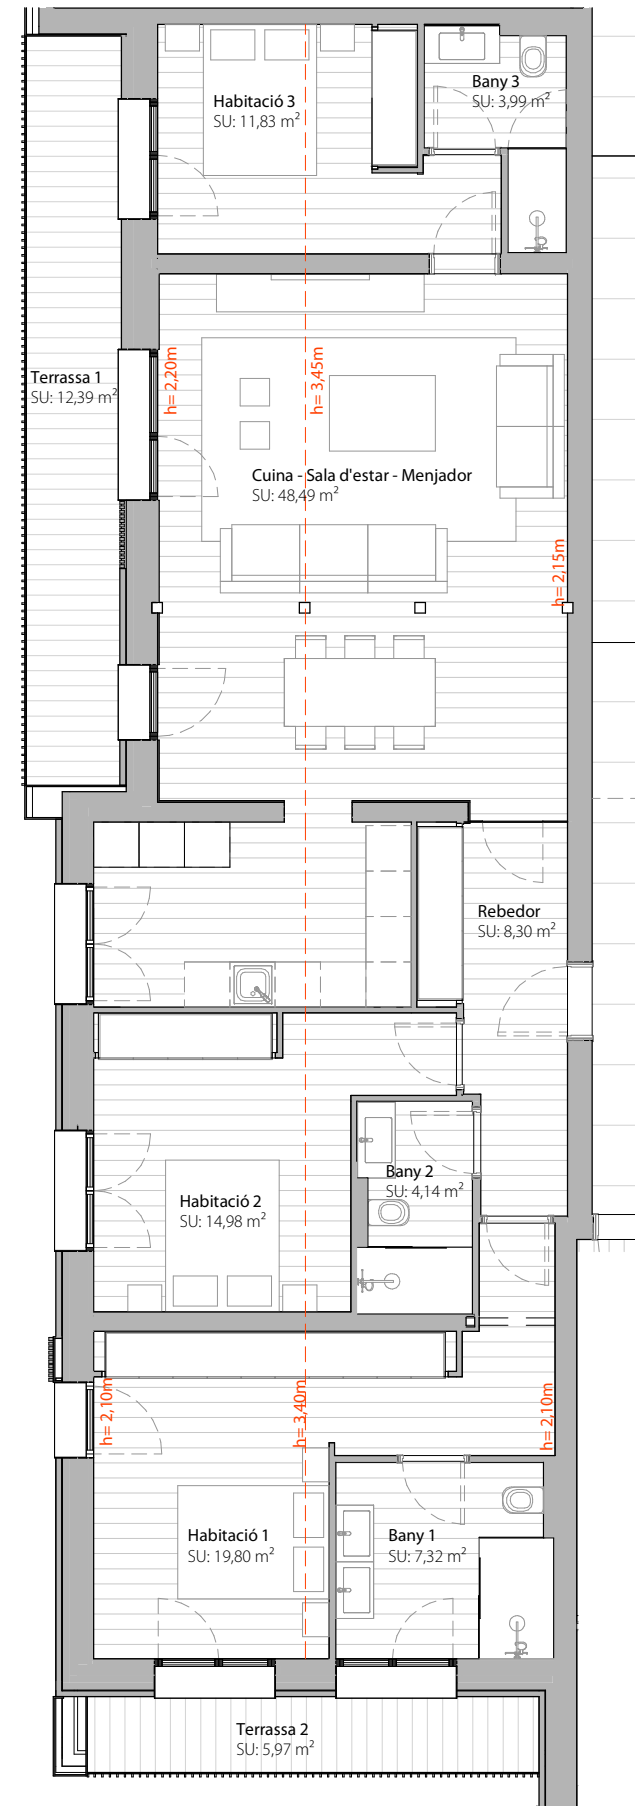 Bany 3
SU: 3,99 m²
Habitació 3
SU: 11,83 m²
h= 2,20m
h= 3,45m
Terrassa 1
SU: 12,39 m²
Cuina - Sala d'estar - Menjador
SU: 48,49 m²
h= 2,15m
Rebedor
SU: 8,30 m²
Bany 2
SU: 4,14 m²
Habitació 2
SU: 14,98 m²
h= 2,10m
h= 3,40m
h= 2,10m
Habitació 1
SU: 19,80 m²
Bany 1
SU: 7,32 m²
Terrassa 2
SU: 5,97 m²